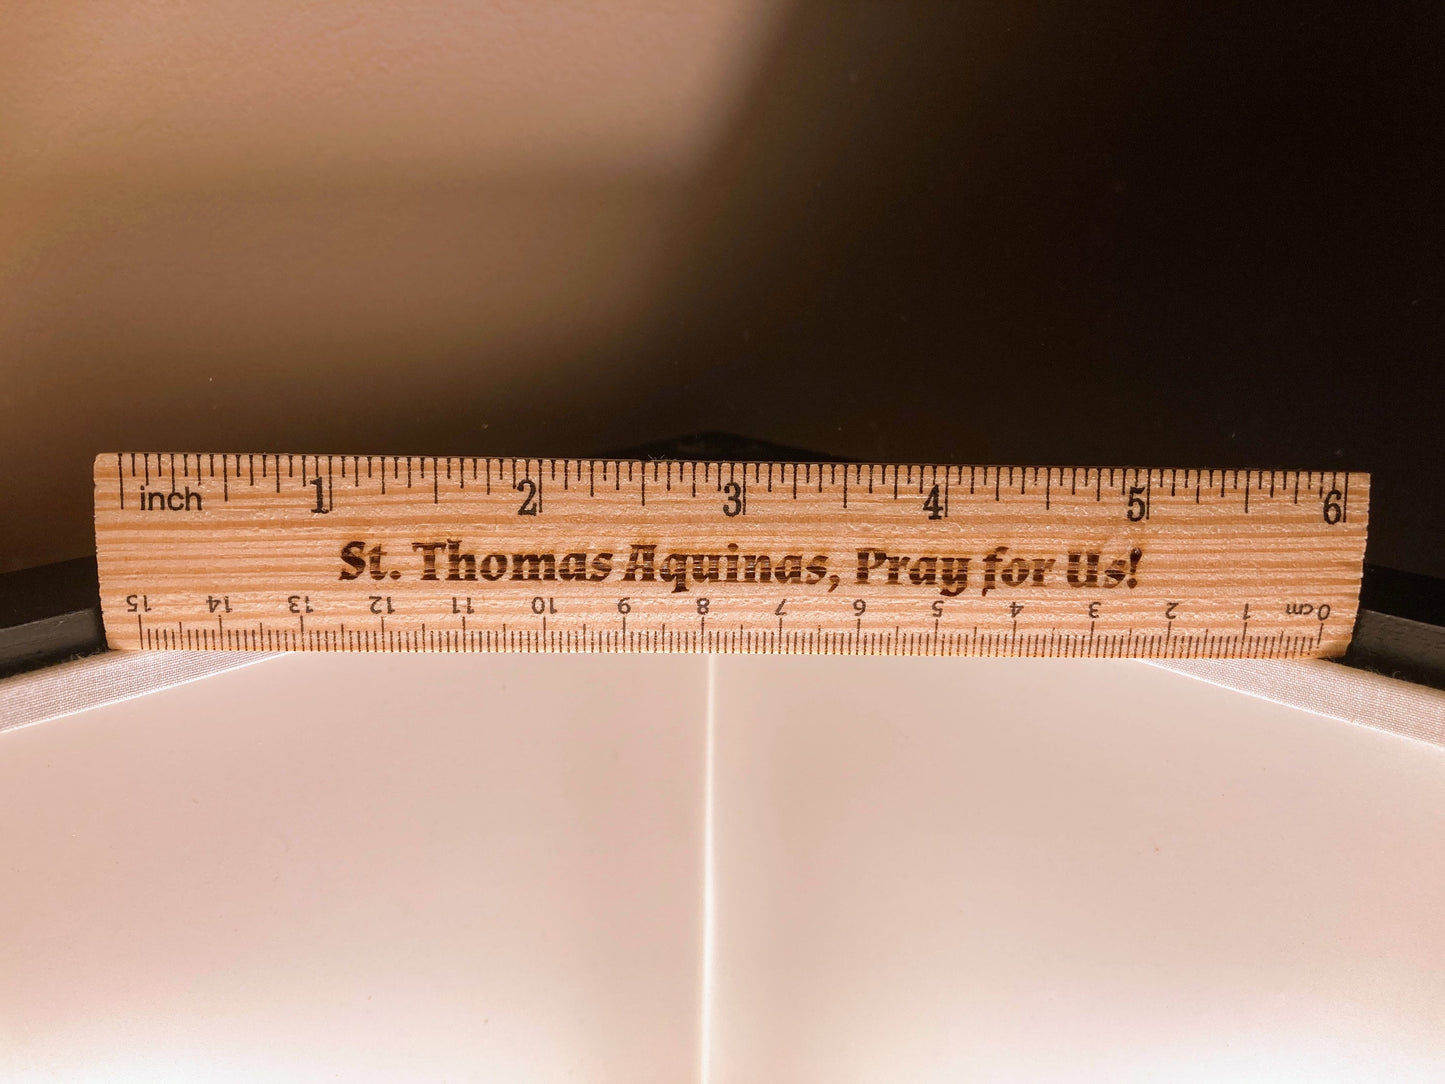 inch 1 2 3 4 5 6
St. Thomas Aquinas, Pray for Us!
15 14 13 12 11 10 9 8 7 6 5 4 3 2 1 cm 0